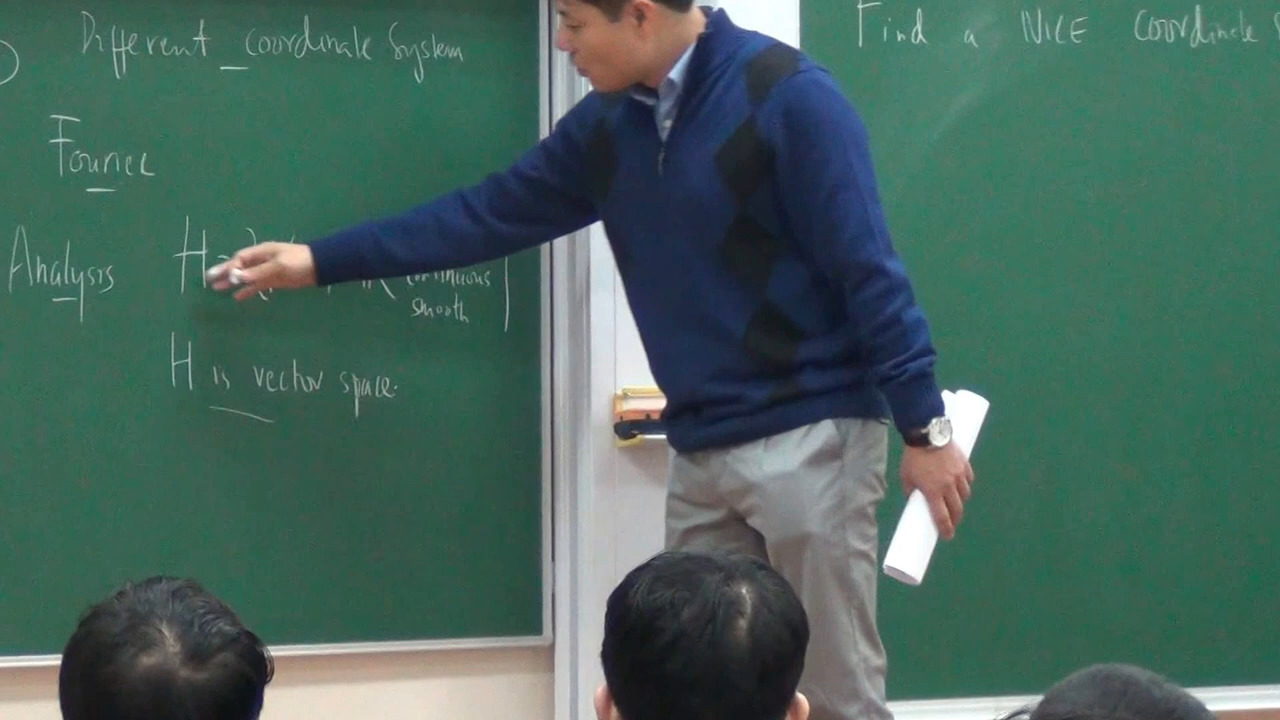 Different coordinate System
Fourier
Analysis H
continuous
smooth
H is vector space.
Find a NICE coordinate